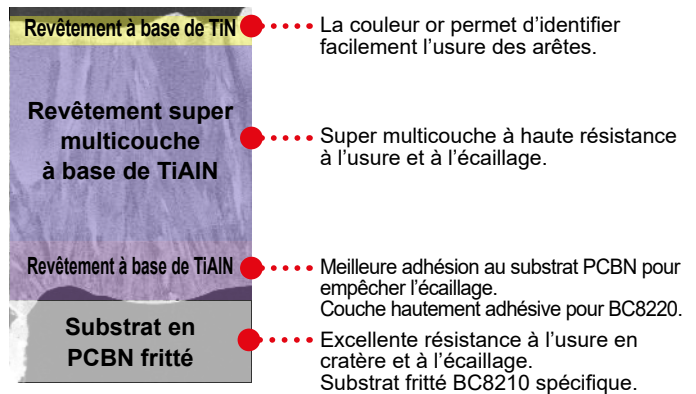 Revêtement à base de TiN
La couleur or permet d'identifier
facilement l'usure des arêtes.
Revêtement super
multicouche
à base de TiAlN
Super multicouche à haute résistance
à l'usure et à l'écaillage.
Revêtement à base de TiAlN
Meilleure adhésion au substrat PCBN pour
empêcher l'écaillage.
Couche hautement adhésive pour BC8220.
Substrat en
PCBN fritté
Excellente résistance à l'usure en
cratère et à l'écaillage.
Substrat fritté BC8210 spécifique.